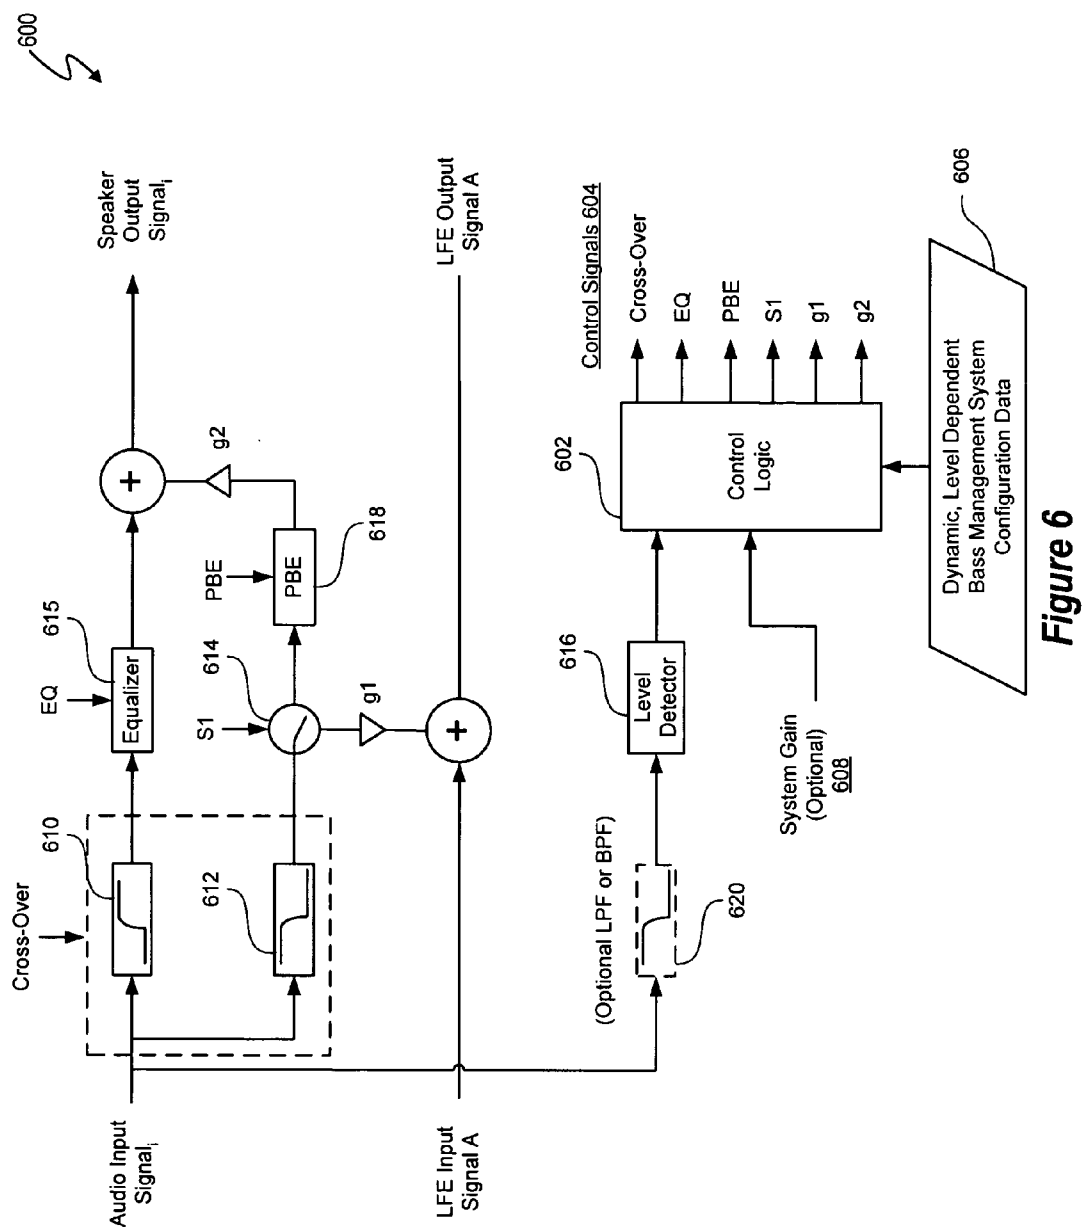 600
Cross-Over
Audio Input
Signali
610
612
EQ
615
Equalizer
S1
614
PBE
PBE
618
g1
g2
+
Speaker
Output
Signali
LFE Input
Signal A
+
LFE Output
Signal A
(Optional LPF or BPF)
620
616
Level
Detector
System Gain
(Optional)
608
602
Control
Logic
Control Signals 604
Cross-Over
EQ
PBE
S1
g1
g2
606
Dynamic, Level Dependent
Bass Management System
Configuration Data
Figure 6